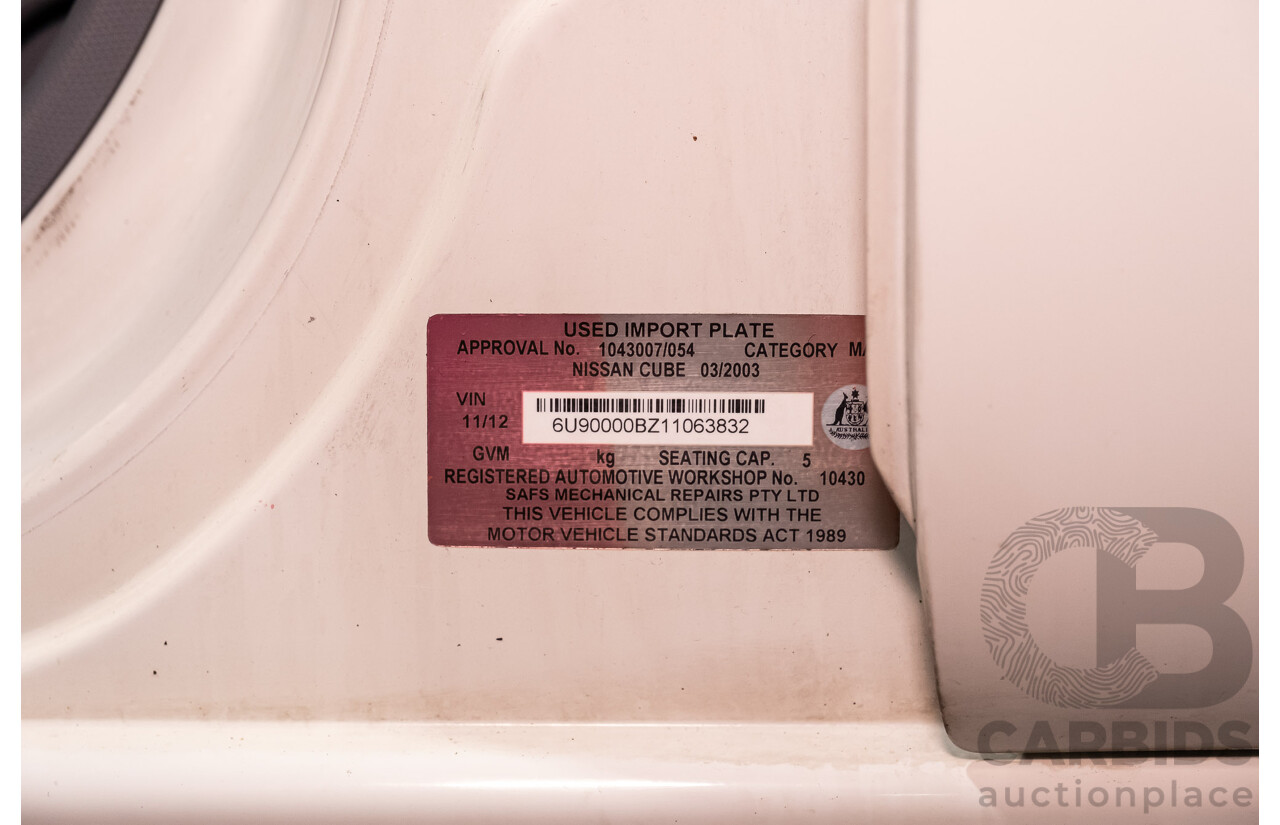 USED IMPORT PLATE
APPROVAL No. 1043007/054 CATEGORY
NISSAN CUBE 03/2003
VIN
11/12
6U90000BZ11063832
GVM kg SEATING CAP. 5
REGISTERED AUTOMOTIVE WORKSHOP No. 10430
SAFS MECHANICAL REPAIRS PTY LTD
THIS VEHICLE COMPLIES WITH THE
MOTOR VEHICLE STANDARDS ACT 1989
CB
CARBIDS
auctionplace